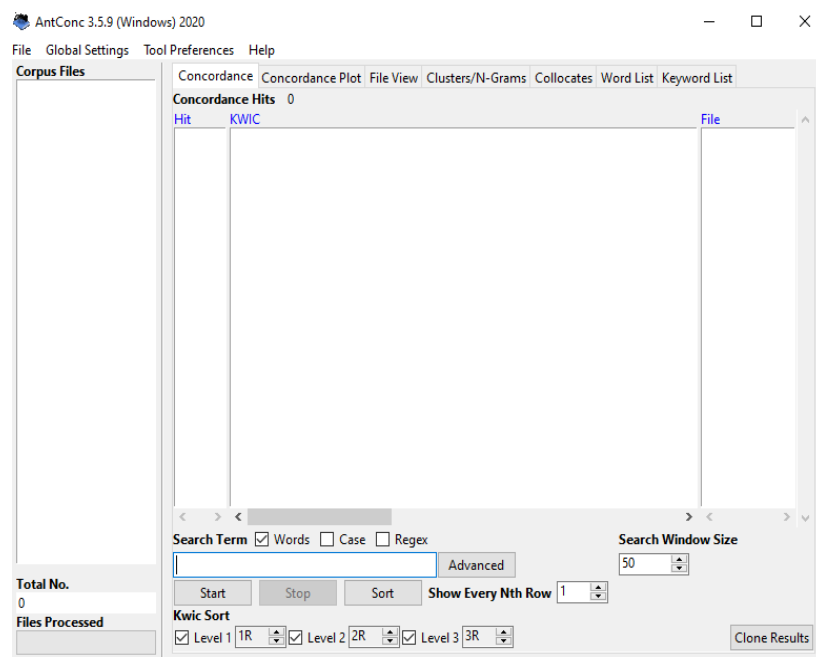 AntConc 3.5.9 (Windows) 2020
File Global Settings Tool Preferences Help
Corpus Files
Concordance Concordance Plot File View Clusters/N-Grams Collocates Word List Keyword List
Concordance Hits 0
Hit KWIC File
Search Term Words Case Regex Search Window Size
Advanced 50
Total No.
0
Start Stop Sort Show Every Nth Row 1
Files Processed
Kwic Sort
Level 1 1R Level 2 2R Level 3 3R Clone Results